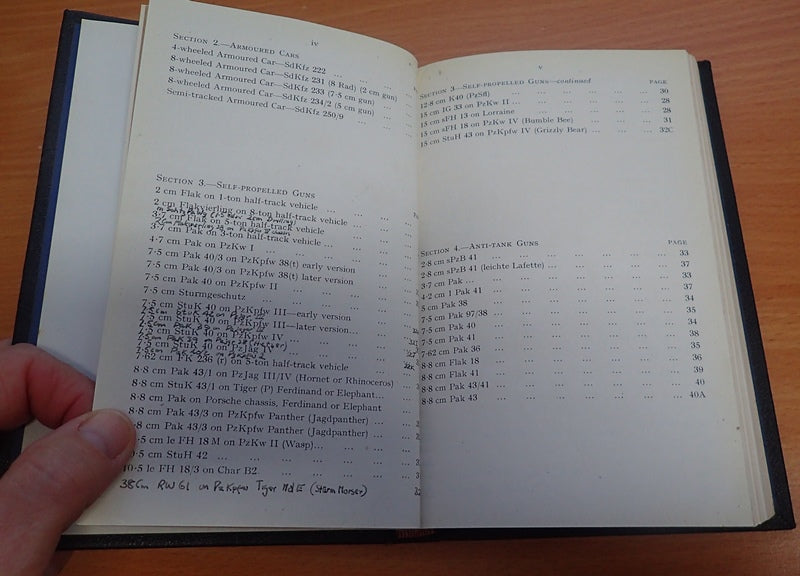 iv
SECTION 2.—ARMOURED CARS
4-wheeled Armoured Car—SdKfz 222 ... ...
8-wheeled Armoured Car—SdKfz 231 (8 Rad) (2 cm gun)
8-wheeled Armoured Car—SdKfz 233 (7·5 cm gun)
8-wheeled Armoured Car—SdKfz 234/2 (5 cm gun) ...
Semi-tracked Armoured Car—SdKfz 250/9 ... ...
SECTION 3.—SELF-PROPELLED GUNS
2 cm Flak on 1-ton half-track vehicle ... ... ...
2 cm Flakvierling on 8-ton half-track vehicle ...
3·7 cm Flak on 5-ton half-track vehicle
3·7 cm Pak on 3-ton half-track vehicle ...
4·7 cm Pak on PzKw I ... ... ...
7·5 cm Pak 40/3 on PzKpfw 38(t) early version
7·5 cm Pak 40/3 on PzKpfw 38(t) later version
7·5 cm Pak 40 on PzKpfw II ... ...
7·5 cm Sturmgeschutz ... ... ...
7·5 cm StuK 40 on PzKpfw III—early version
7·5 cm StuK 40 on PzKpfw III—later version...
7·5 cm StuK 40 on PzKpfw IV ...
7·5 cm StuK 40 on PzJag IV
7·62 cm FK 296 (r) on 5-ton half-track vehicle
8·8 cm Pak 43/1 on PzJag III/IV (Hornet or Rhinoceros)
8·8 cm StuK 43/1 on Tiger (P) Ferdinand or Elephant...
8·8 cm Pak on Porsche chassis, Ferdinand or Elephant
8·8 cm Pak 43/3 on PzKpfw Panther (Jagdpanther) ...
·8 cm Pak 43/3 on PzKpfw Panther (Jagdpanther) ...
·5 cm le FH 18 M on PzKw II (Wasp)... ... ...
·5 cm StuH 42 ... ... ... ...
10·5 le FH 18/3 on Char B2 ... ... ...
38Cm RW61 on PzKpfw Tiger Md E (Sturm Morser)
v
SECTION 3—SELF-PROPELLED GUNS—continued PAGE
12·8 cm K40 (PzSfl) ... ... ... ... 30
15 cm IG 33 on PzKw II ... ... ... ... 28
15 cm sFH 13 on Lorraine ... ... ... ... 28
15 cm sFH 18 on PzKw IV (Bumble Bee) ... ... 31
15 cm StuH 43 on PzKpfw IV (Grizzly Bear) ... ... 32C
SECTION 4.—ANTI-TANK GUNS PAGE
2·8 cm sPzB 41 ... ... ... ... ... 33
2·8 cm sPzB 41 (leichte Lafette) ... ... ... 37
3·7 cm Pak ... ... ... ... ... 33
4·2 cm 1 Pak 41 ... ... ... ... 37
5 cm Pak 38 ... ... ... ... ... 34
7·5 cm Pak 97/38 ... ... ... ... 35
7·5 cm Pak 40 ... ... ... ... ... 34
7·5 cm Pak 41 ... ... ... ... ... 38
7·62 cm Pak 36 ... ... ... ... ... 35
8·8 cm Flak 18 ... ... ... ... ... 36
8·8 cm Flak 41 ... ... ... ... ... 39
8·8 cm Pak 43/41 ... ... ... ... ... 40
8·8 cm Pak 43 ... ... ... ... ... 40A